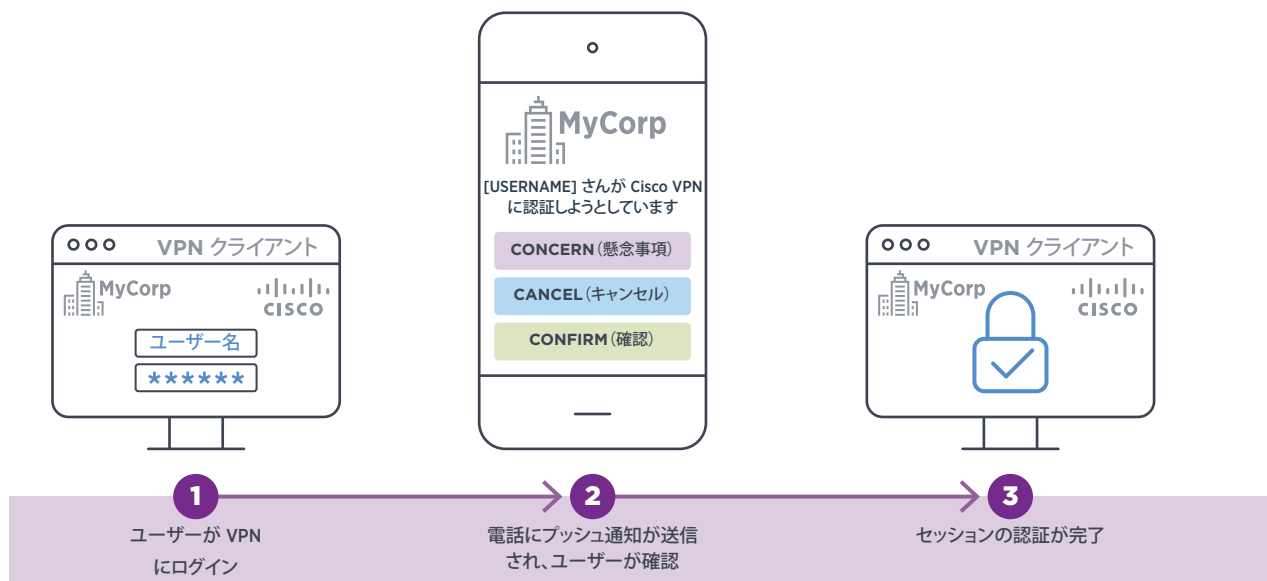 VPN クライアント
MyCorp
CISCO
ユーザー名
******
MyCorp
[USERNAME] さんが Cisco VPN
に認証しようとしています
CONCERN(懸念事項)
CANCEL(キャンセル)
CONFIRM(確認)
VPN クライアント
MyCorp
CISCO
1
ユーザーが VPN
にログイン
2
電話にプッシュ通知が送信
され、ユーザーが確認
3
セッションの認証が完了